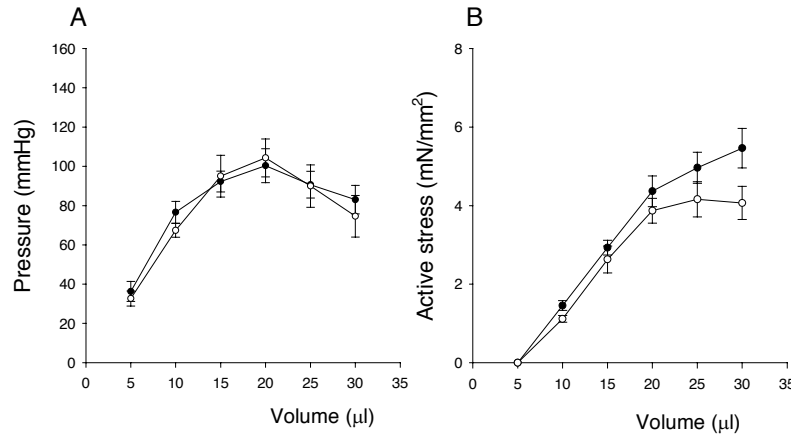 A
160
140
120
100
80
60
40
20
0
0 5 10 15 20 25 30 35
Pressure (mmHg)
Volume (μl)
B
8
6
4
2
0
0 5 10 15 20 25 30 35
Active stress (mN/mm²)
Volume (μl)